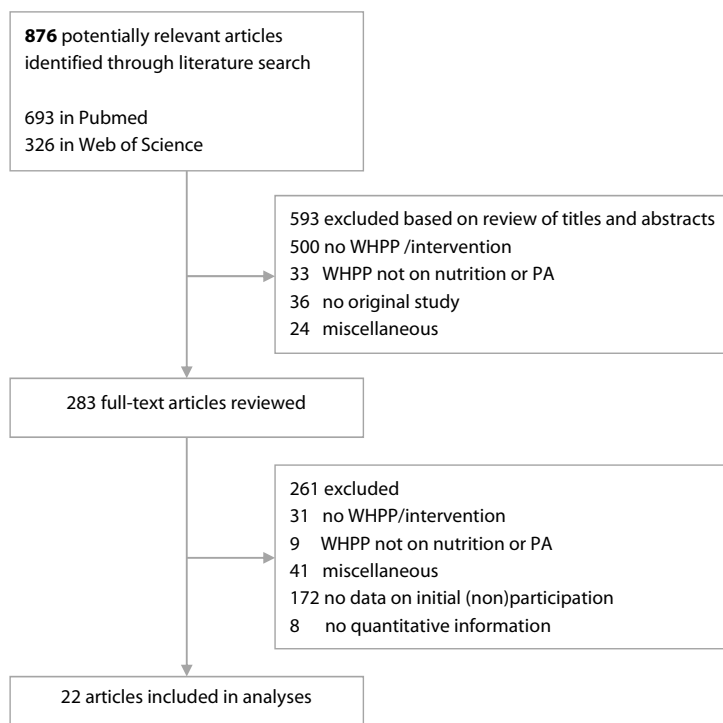 876 potentially relevant articles
identified through literature search
693 in Pubmed
326 in Web of Science
593 excluded based on review of titles and abstracts
500 no WHPP /intervention
33 WHPP not on nutrition or PA
36 no original study
24 miscellaneous
283 full-text articles reviewed
261 excluded
31 no WHPP/intervention
9 WHPP not on nutrition or PA
41 miscellaneous
172 no data on initial (non)participation
8 no quantitative information
22 articles included in analyses